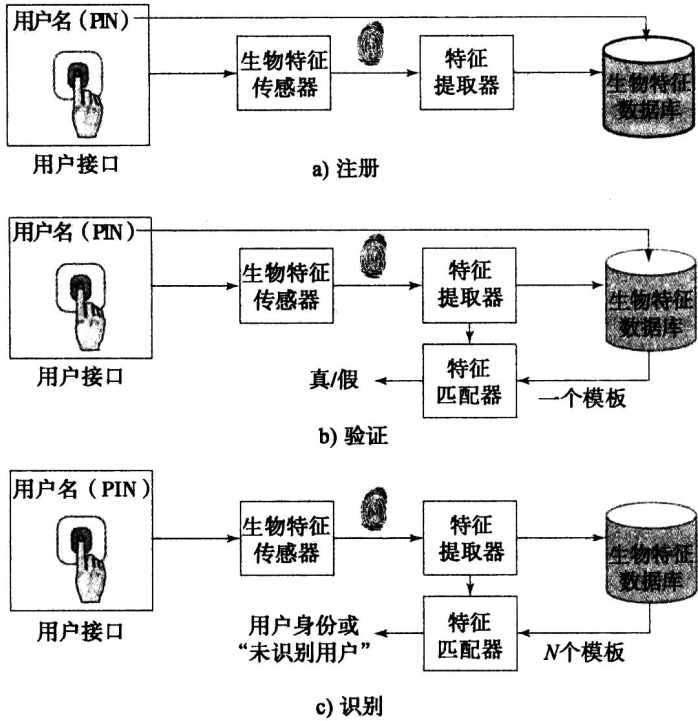 用户名（PIN）
生物特征
传感器
特征
提取器
生物特征
数据库
用户接口
a) 注册
用户名（PIN）
生物特征
传感器
特征
提取器
生物特征
数据库
用户接口
真/假
特征
匹配器
一个模板
b) 验证
用户名（PIN）
生物特征
传感器
特征
提取器
生物特征
数据库
用户接口
用户身份或
“未识别用户”
特征
匹配器
N个模板
c) 识别